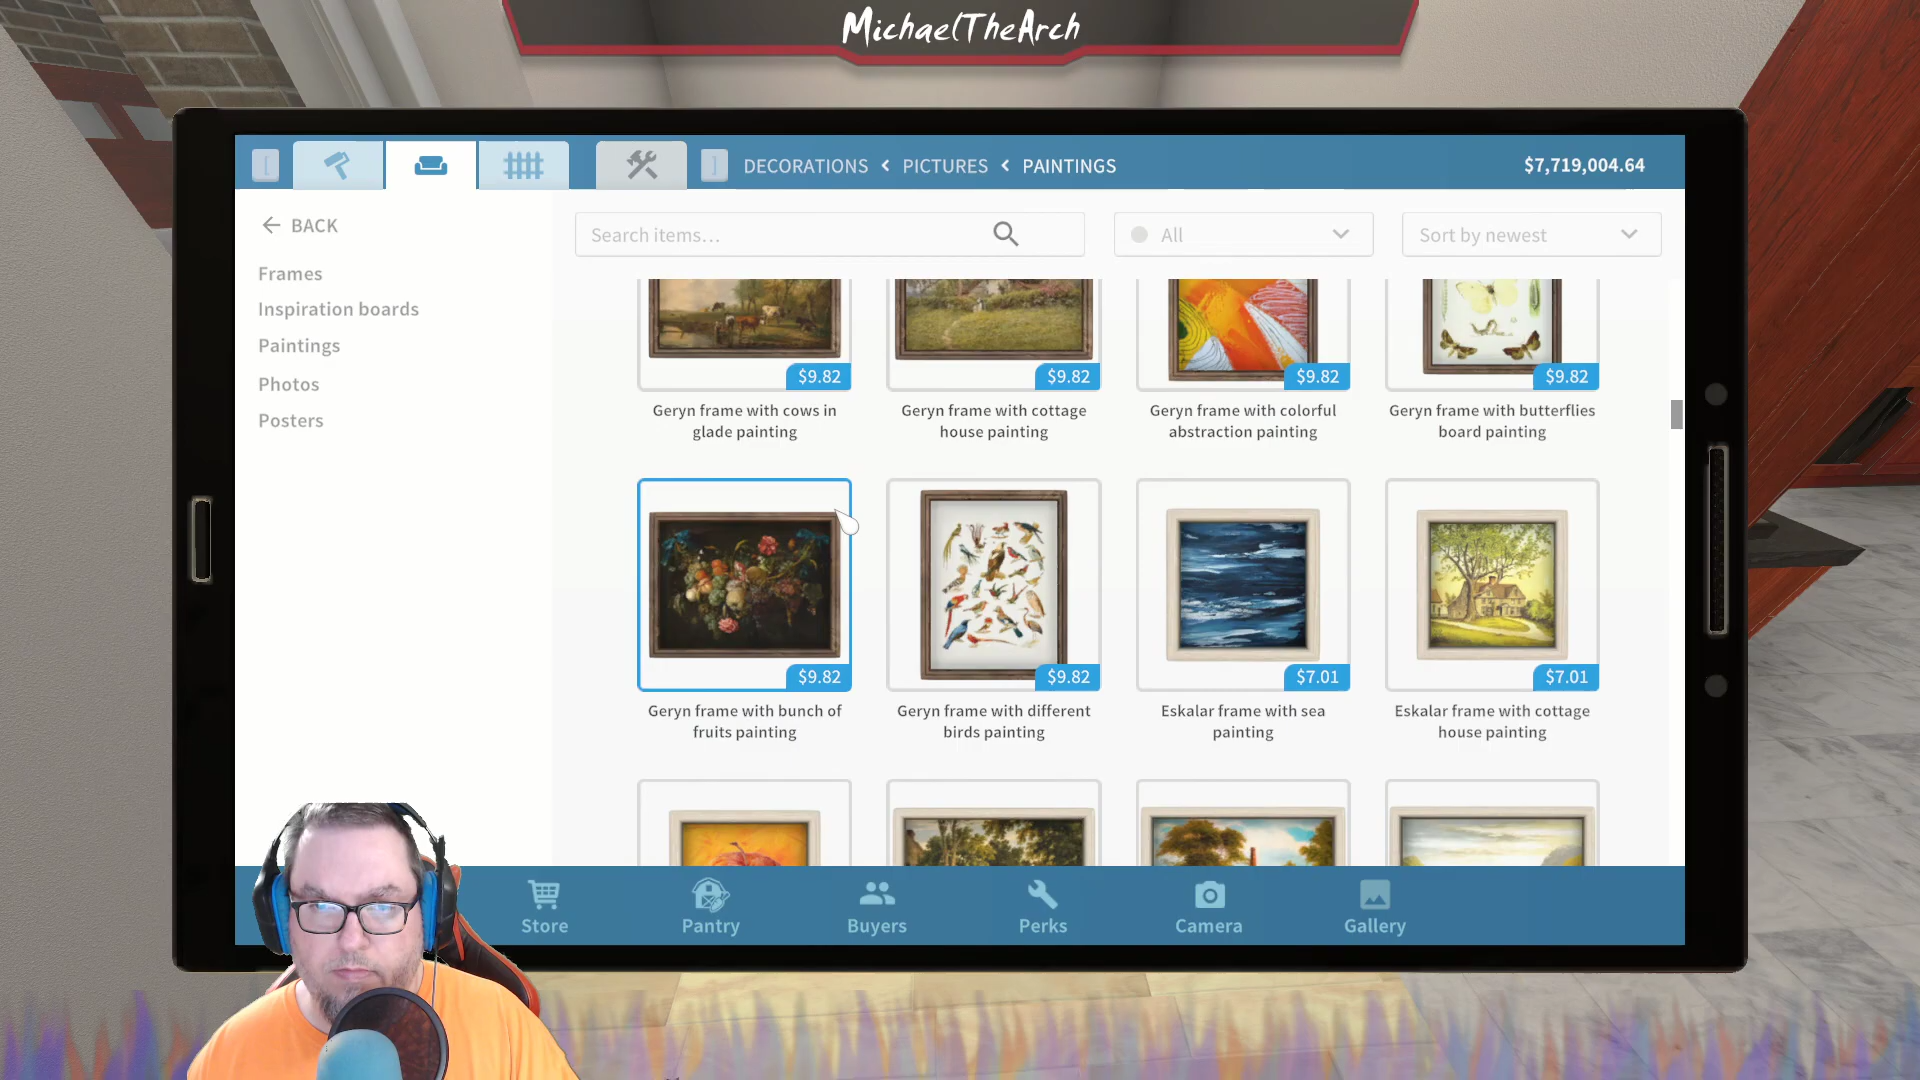 MichaelTheArch
[
]
DECORATIONS < PICTURES < PAINTINGS
$7,719,004.64
BACK
Frames
Inspiration boards
Paintings
Photos
Posters
Search items...
All
Sort by newest
$9.82
$9.82
$9.82
$9.82
Geryn frame with cows in
glade painting
Geryn frame with cottage
house painting
Geryn frame with colorful
abstraction painting
Geryn frame with butterflies
board painting
$9.82
$9.82
$7.01
$7.01
Geryn frame with bunch of
fruits painting
Geryn frame with different
birds painting
Eskalar frame with sea
painting
Eskalar frame with cottage
house painting
Store
Pantry
Buyers
Perks
Camera
Gallery